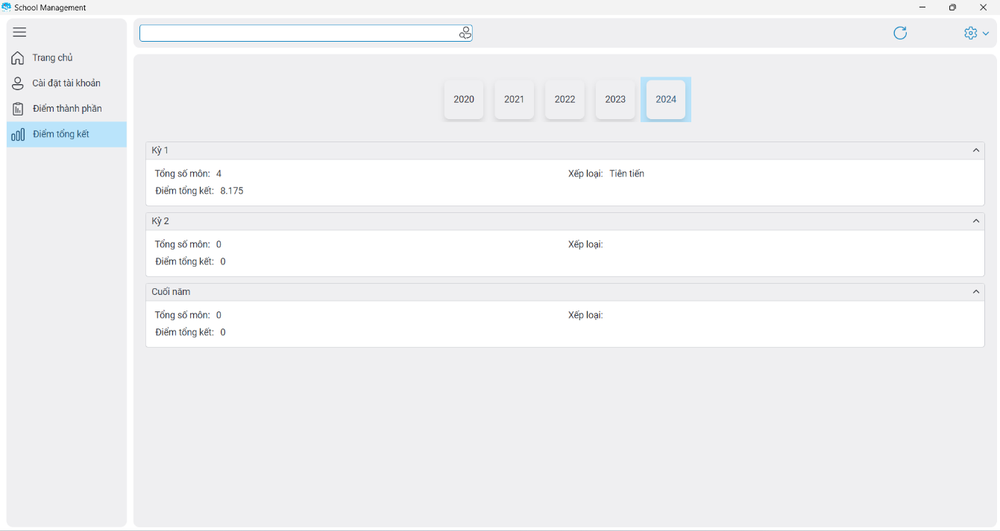 School Management
Trang chủ
Cài đặt tài khoản
Điểm thành phần
Điểm tổng kết
2020 2021 2022 2023 2024
Kỳ 1
Tổng số môn: 4 Xếp loại: Tiên tiến
Điểm tổng kết: 8.175
Kỳ 2
Tổng số môn: 0 Xếp loại:
Điểm tổng kết: 0
Cuối năm
Tổng số môn: 0 Xếp loại:
Điểm tổng kết: 0